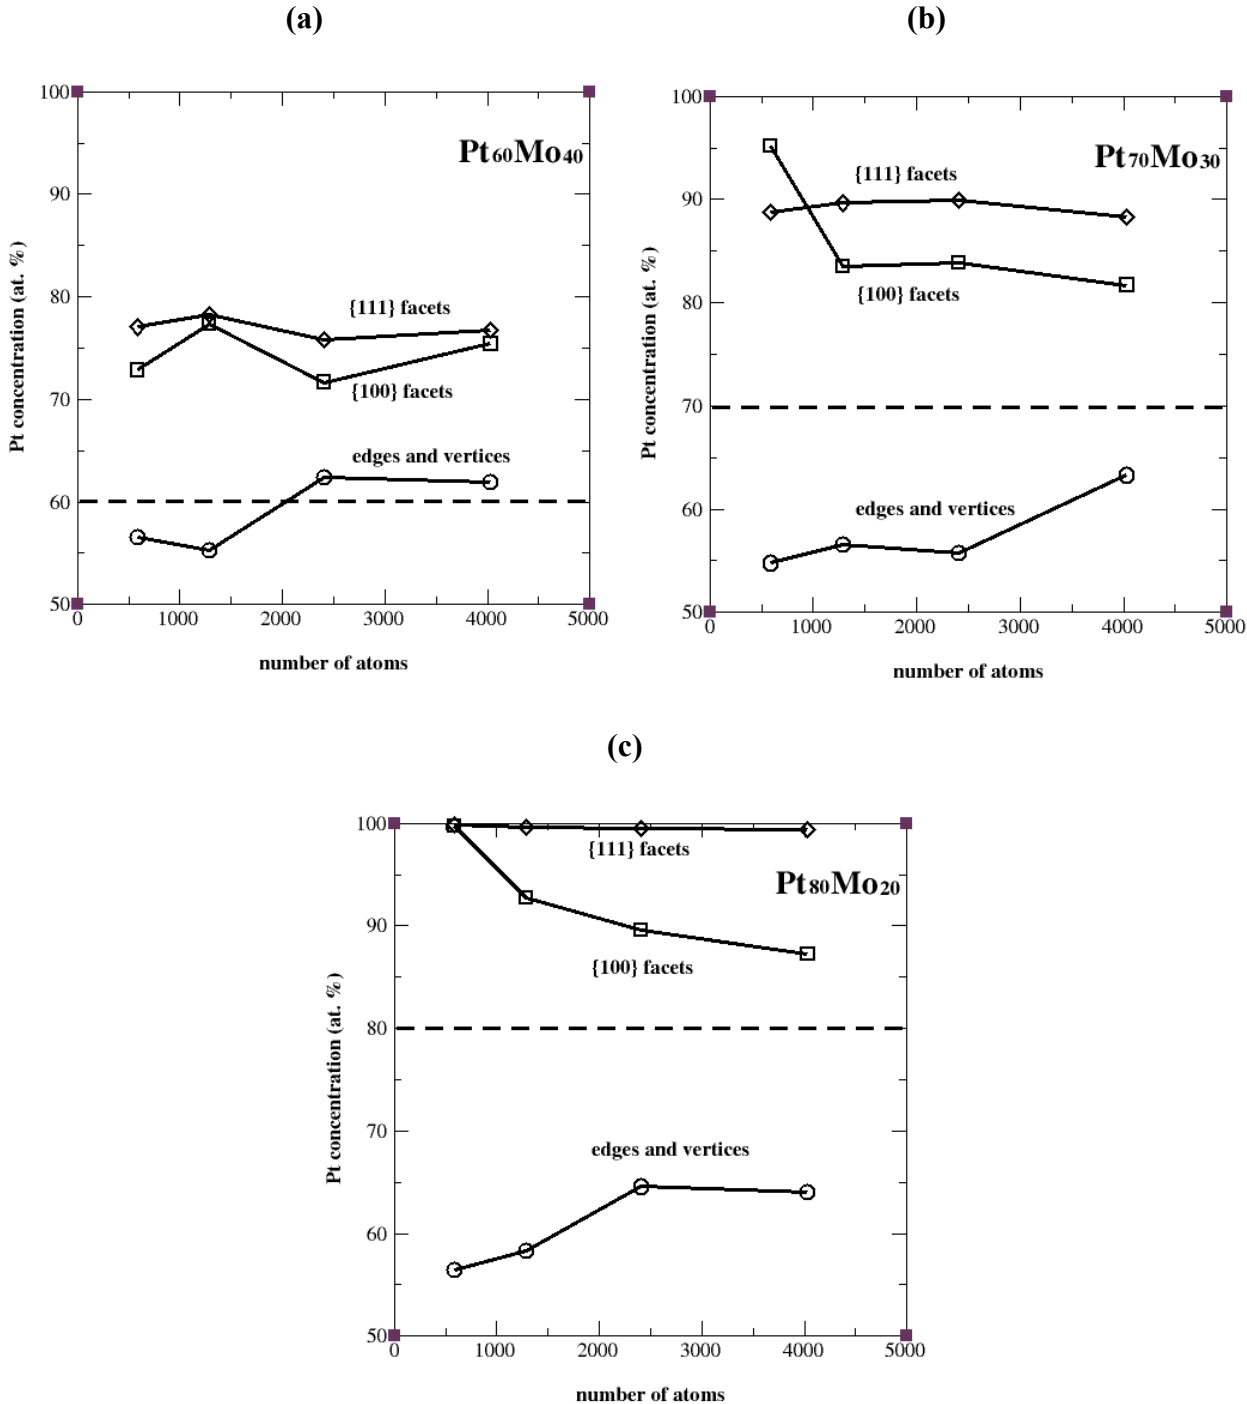 (a)
(b)
Pt60Mo40
{111} facets
{100} facets
edges and vertices
100
90
80
70
60
50
0 1000 2000 3000 4000 5000
number of atoms
Pt concentration (at. %)
Pt70Mo30
{111} facets
{100} facets
edges and vertices
100
90
80
70
60
50
0 1000 2000 3000 4000 5000
number of atoms
Pt concentration (at. %)
(c)
{111} facets
Pt80Mo20
{100} facets
edges and vertices
100
90
80
70
60
50
0 1000 2000 3000 4000 5000
number of atoms
Pt concentration (at. %)